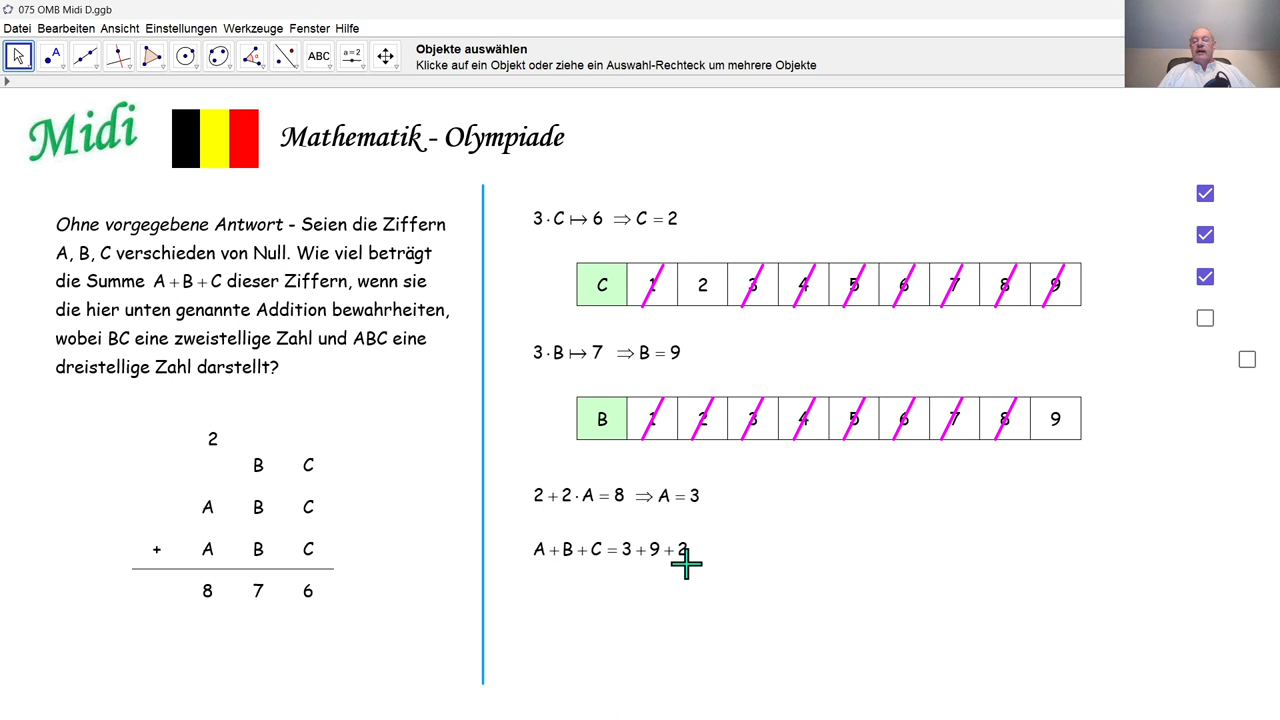 075 OMB Midi D.ggb
Datei Bearbeiten Ansicht Einstellungen Werkzeuge Fenster Hilfe
A ABC a=2
Objekte auswählen
Klicke auf ein Objekt oder ziehe ein Auswahl-Rechteck um mehrere Objekte
Midi
Mathematik - Olympiade
Ohne vorgegebene Antwort - Seien die Ziffern
A, B, C verschieden von Null. Wie viel beträgt
die Summe A+B+C dieser Ziffern, wenn sie
die hier unten genannte Addition bewahrheiten,
wobei BC eine zweistellige Zahl und ABC eine
dreistellige Zahl darstellt?
2
B C
A B C
+ A B C
8 7 6
3·C ↦ 6 ⇒ C = 2
C 1 2 3 4 5 6 7 8 9
3·B ↦ 7 ⇒ B = 9
B 1 2 3 4 5 6 7 8 9
2+2·A = 8 ⇒ A = 3
A+B+C = 3+9+2